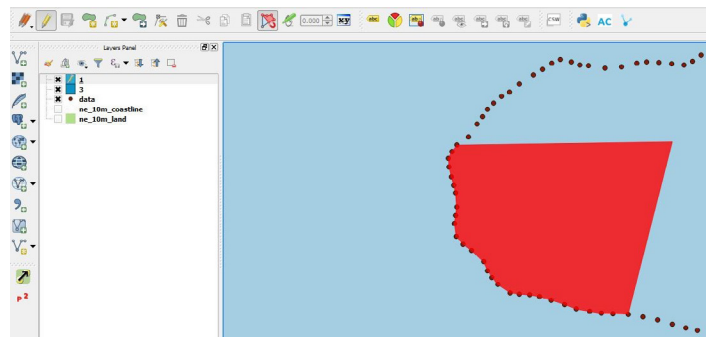 0.000
xy
abc
abc
CSW
AC
Layers Panel
1
3
data
ne_10m_coastline
ne_10m_land
P 2